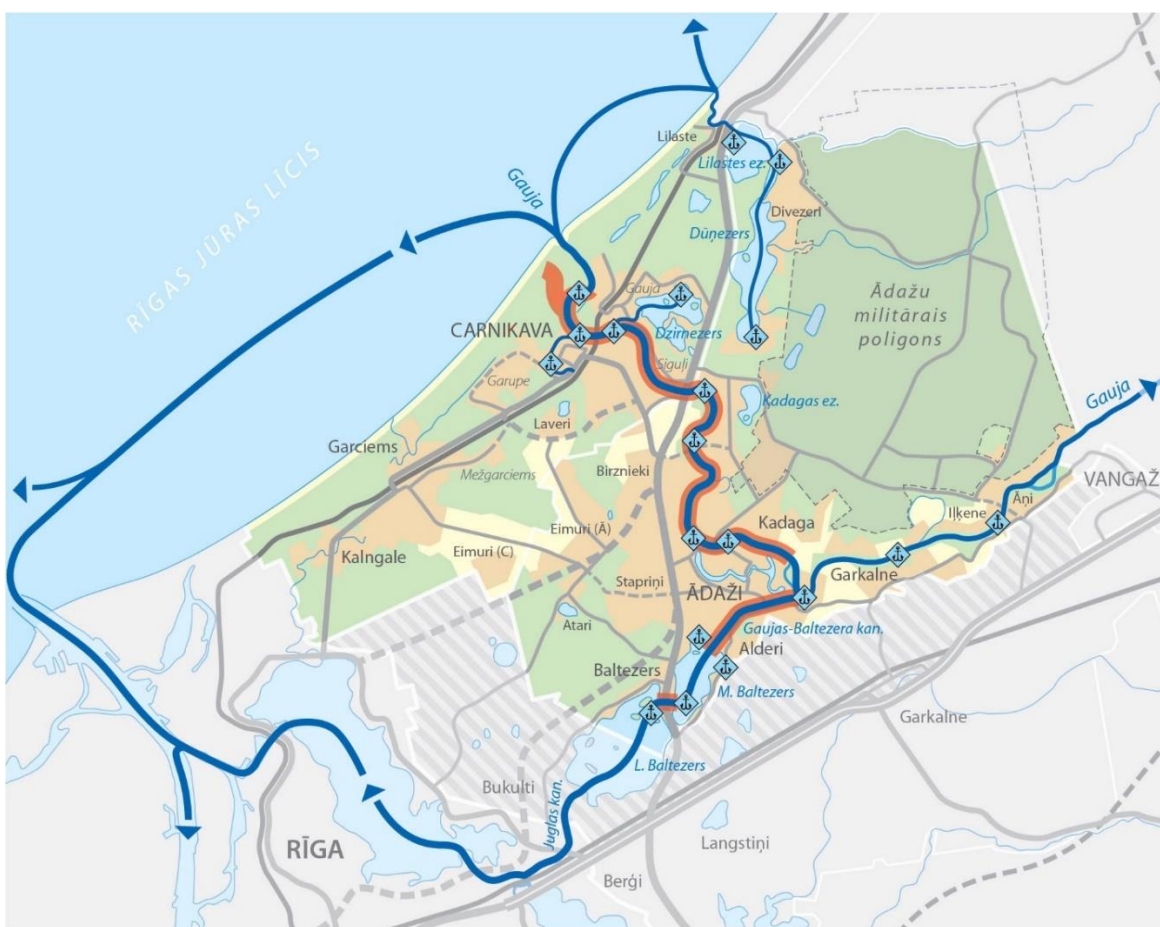 Lilaste
Lilastes ez.
Gauja
RĪGAS JŪRAS LĪCIS
Divezeri
Dūņezers
Gauja
Ādažu
militārais
poligons
CARNIKAVA
Dzirnezers
Siguļi
Garupe
Kadagas ez.
Gauja
Laveri
Garciems
VANGAŽ
Mežgarciems
Birznieki
Āņi
Iļķene
Kadaga
Eimuri (Ā)
Eimuri (C)
Kalngale
Garkalne
Stapriņi
ĀDAŽI
Atari
Gaujas-Baltezera kan.
Alderi
Baltezers
M. Baltezers
Garkalne
L. Baltezers
Bukulti
Juglas kan.
RĪGA
Langstiņi
Berģi